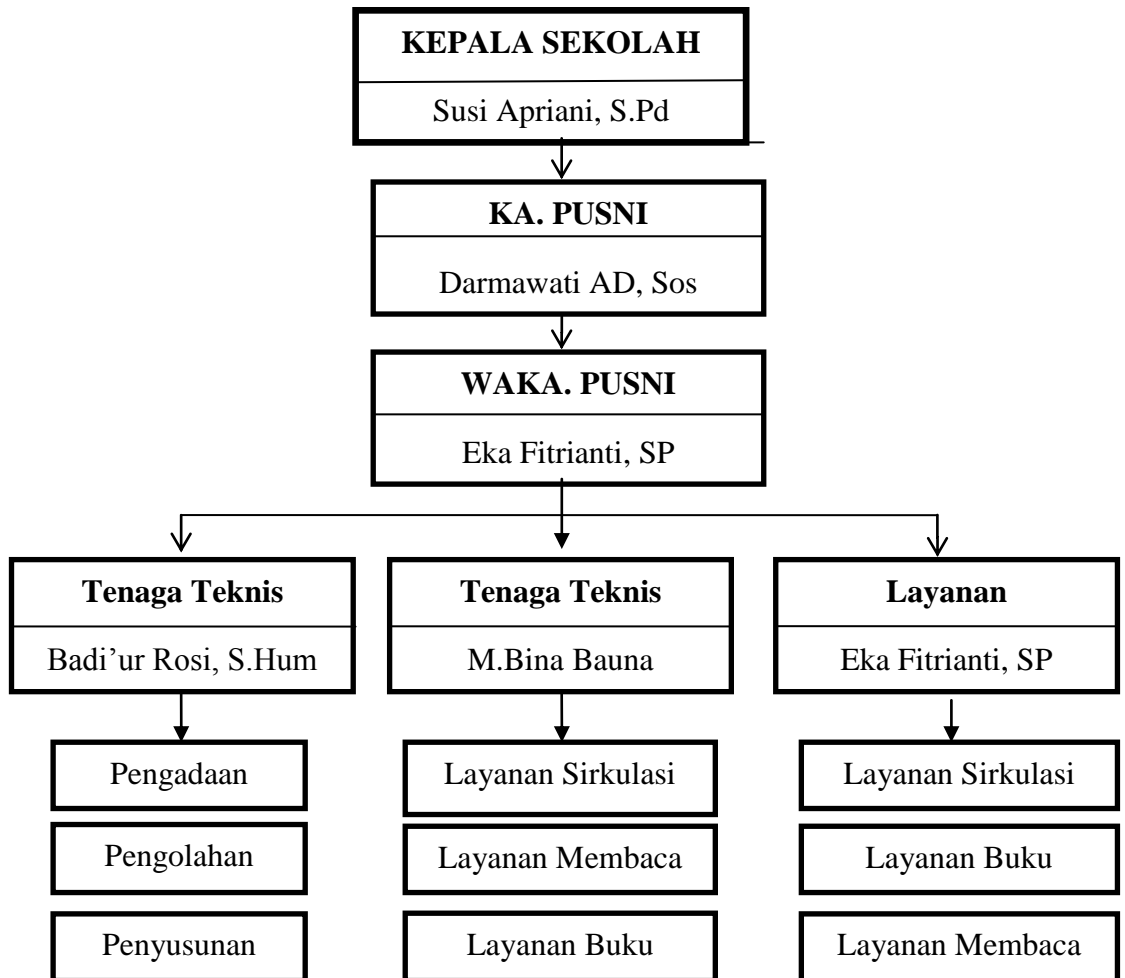 KEPALA SEKOLAH
Susi Apriani, S.Pd
KA. PUSNI
Darmawati AD, Sos
WAKA. PUSNI
Eka Fitrianti, SP
Tenaga Teknis
Badi’ur Rosi, S.Hum
Pengadaan
Pengolahan
Penyusunan
Tenaga Teknis
M.Bina Bauna
Layanan Sirkulasi
Layanan Membaca
Layanan Buku
Layanan
Eka Fitrianti, SP
Layanan Sirkulasi
Layanan Buku
Layanan Membaca